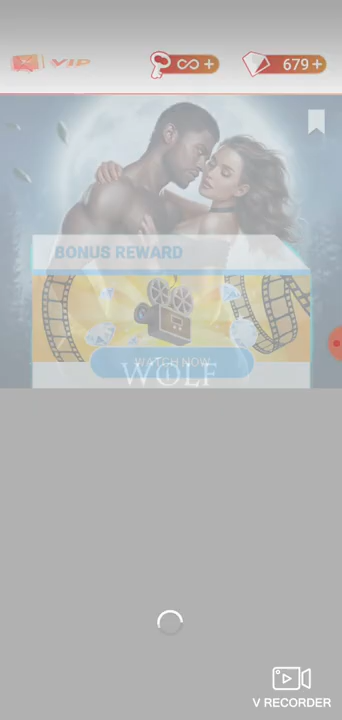 VIP
∞ +
679 +
BONUS REWARD
WATCH NOW
WOLF
V RECORDER